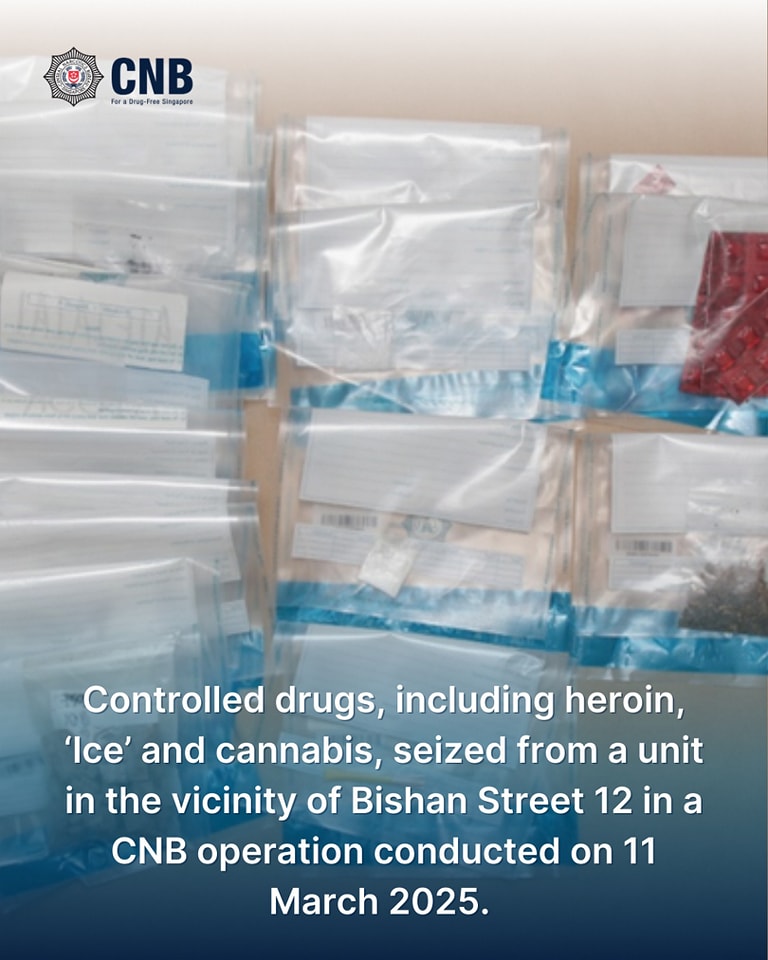 CNB
For a Drug-Free Singapore
Controlled drugs, including heroin,
‘Ice’ and cannabis, seized from a unit
in the vicinity of Bishan Street 12 in a
CNB operation conducted on 11
March 2025.